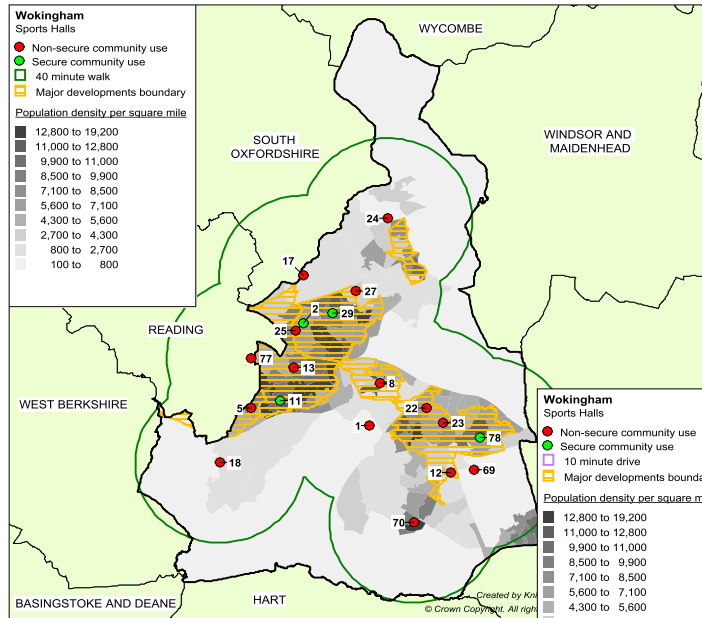 Wokingham
Sports Halls
Non-secure community use
Secure community use
40 minute walk
Major developments boundary
Population density per square mile
12,800 to 19,200
11,000 to 12,800
9,900 to 11,000
8,500 to 9,900
7,100 to 8,500
5,600 to 7,100
4,300 to 5,600
2,700 to 4,300
800 to 2,700
100 to 800
WYCOMBE
SOUTH
OXFORDSHIRE
WINDSOR AND
MAIDENHEAD
24
17
27
2
29
25
READING
77
13
8
WEST BERKSHIRE
5
11
22
1
23
78
18
12
69
70
BASINGSTOKE AND DEANE
HART
Created by Kni
© Crown Copyright. All righ
Wokingham
Sports Halls
Non-secure community use
Secure community use
10 minute drive
Major developments bounda
Population density per square m
12,800 to 19,200
11,000 to 12,800
9,900 to 11,000
8,500 to 9,900
7,100 to 8,500
5,600 to 7,100
4,300 to 5,600